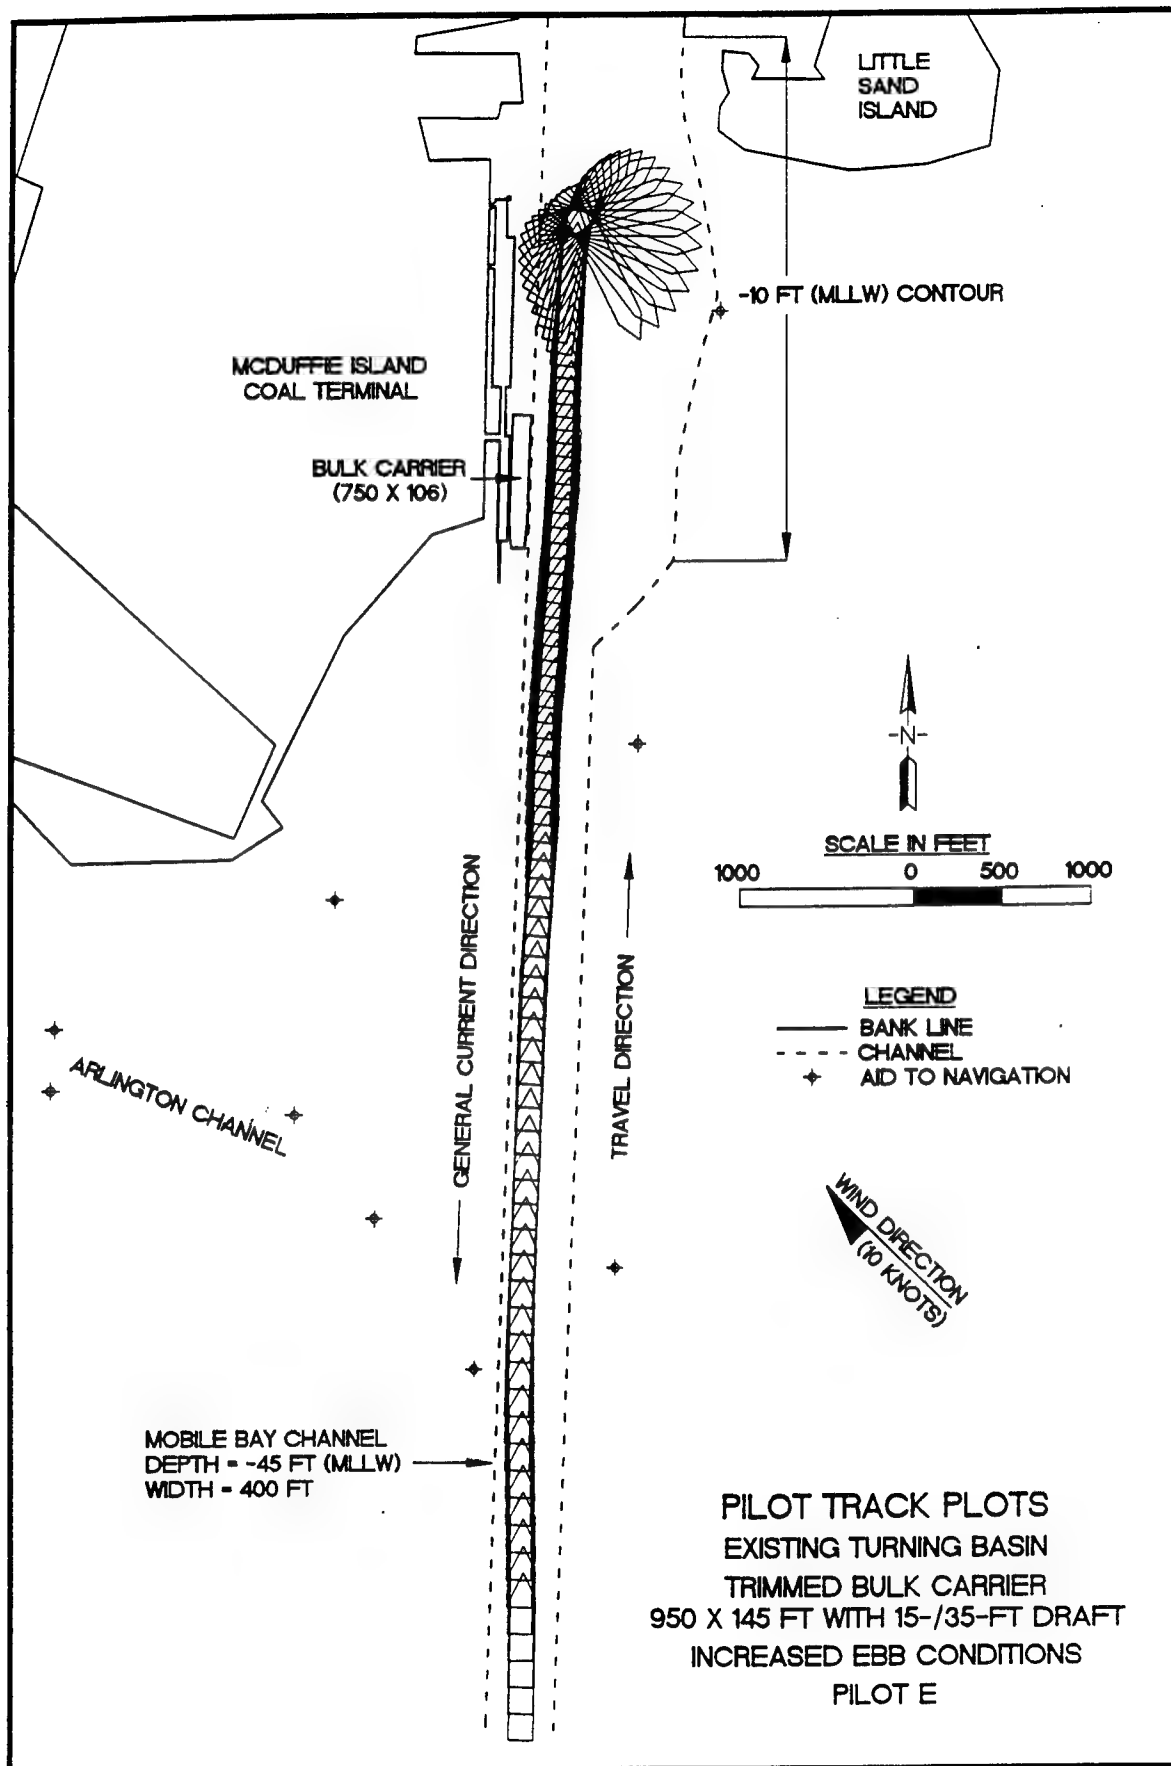 LITTLE
SAND
ISLAND
-10 FT (MLLW) CONTOUR
MCDUFFIE ISLAND
COAL TERMINAL
BULK CARRIER
(750 X 106)
-N-
SCALE IN FEET
1000 0 500 1000
GENERAL CURRENT DIRECTION
TRAVEL DIRECTION
LEGEND
BANK LINE
CHANNEL
AID TO NAVIGATION
ARLINGTON CHANNEL
WIND DIRECTION
(10 KNOTS)
MOBILE BAY CHANNEL
DEPTH = -45 FT (MLLW)
WIDTH = 400 FT
PILOT TRACK PLOTS
EXISTING TURNING BASIN
TRIMMED BULK CARRIER
950 X 145 FT WITH 15-/35-FT DRAFT
INCREASED EBB CONDITIONS
PILOT E